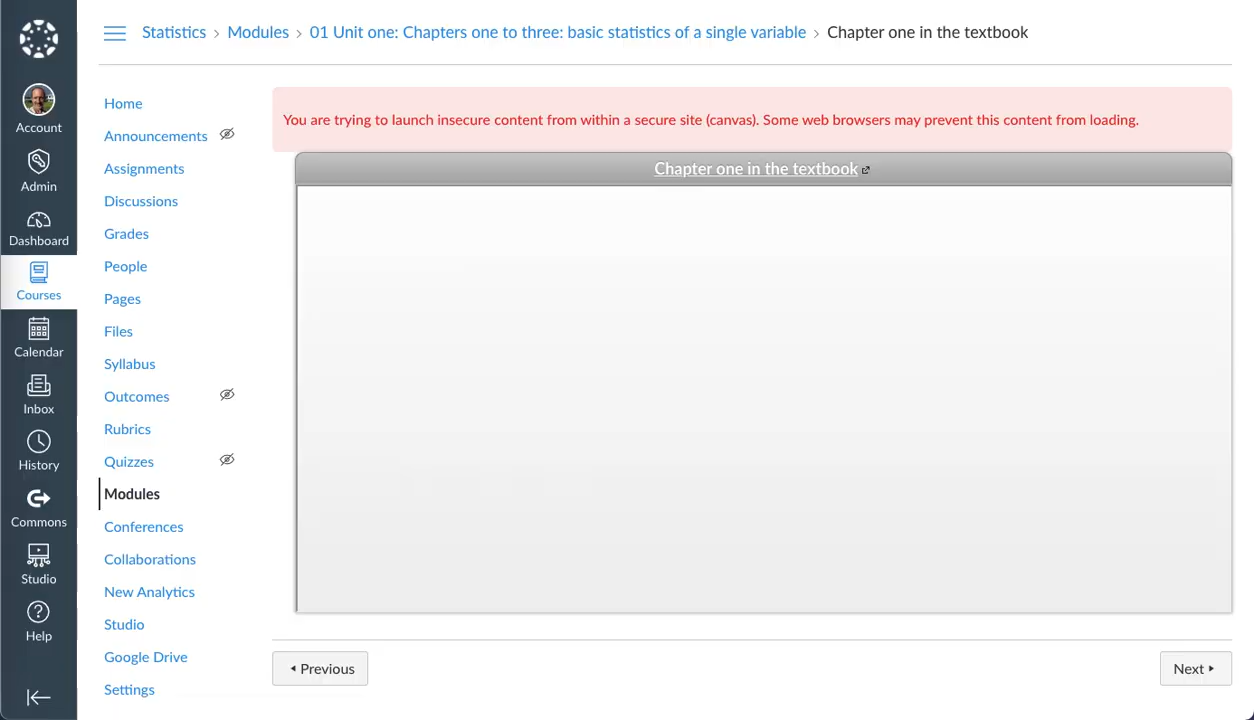 Statistics › Modules › 01 Unit one: Chapters one to three: basic statistics of a single variable › Chapter one in the textbook
Account
Admin
Dashboard
Courses
Calendar
Inbox
History
Commons
Studio
Help
Home
Announcements
Assignments
Discussions
Grades
People
Pages
Files
Syllabus
Outcomes
Rubrics
Quizzes
Modules
Conferences
Collaborations
New Analytics
Studio
Google Drive
Settings
You are trying to launch insecure content from within a secure site (canvas). Some web browsers may prevent this content from loading.
Chapter one in the textbook
Previous
Next